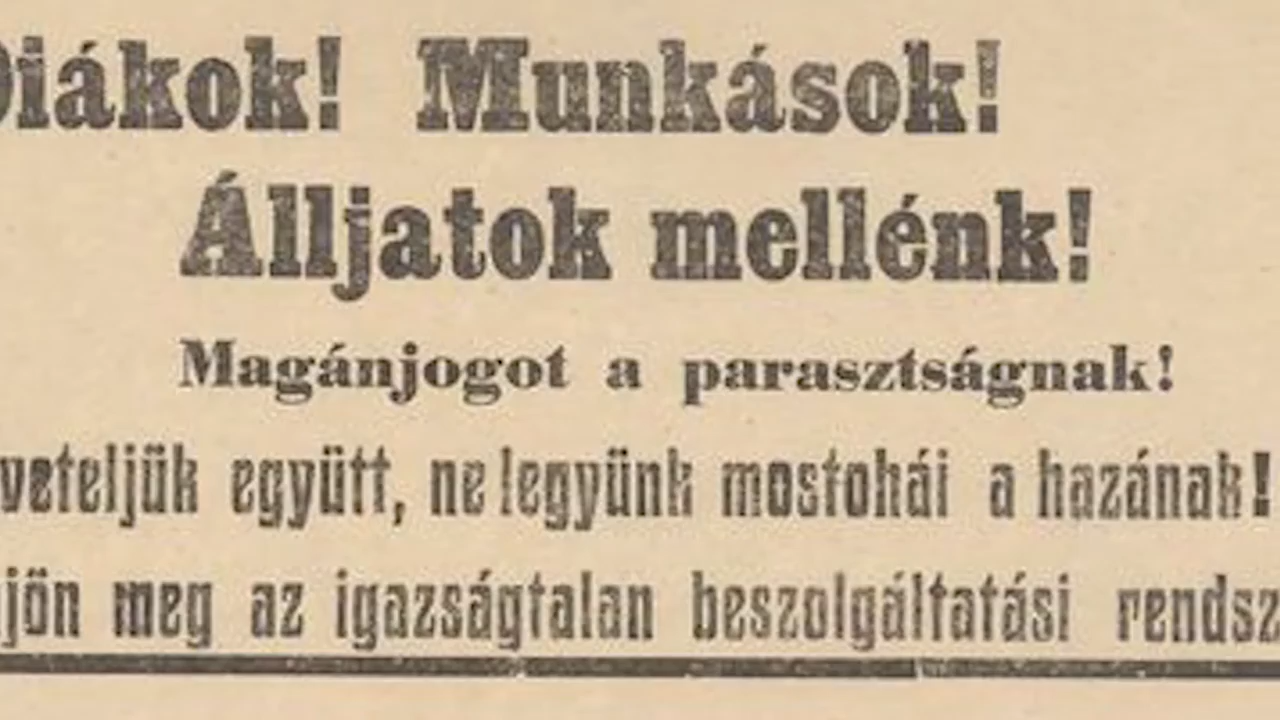 Diákok! Munkások!
Álljatok mellénk!
Magánjogot a parasztságnak!
veteljük együtt, ne legyünk mostohái a hazának!
jön meg az igazságtalan beszolgáltatási rendsz